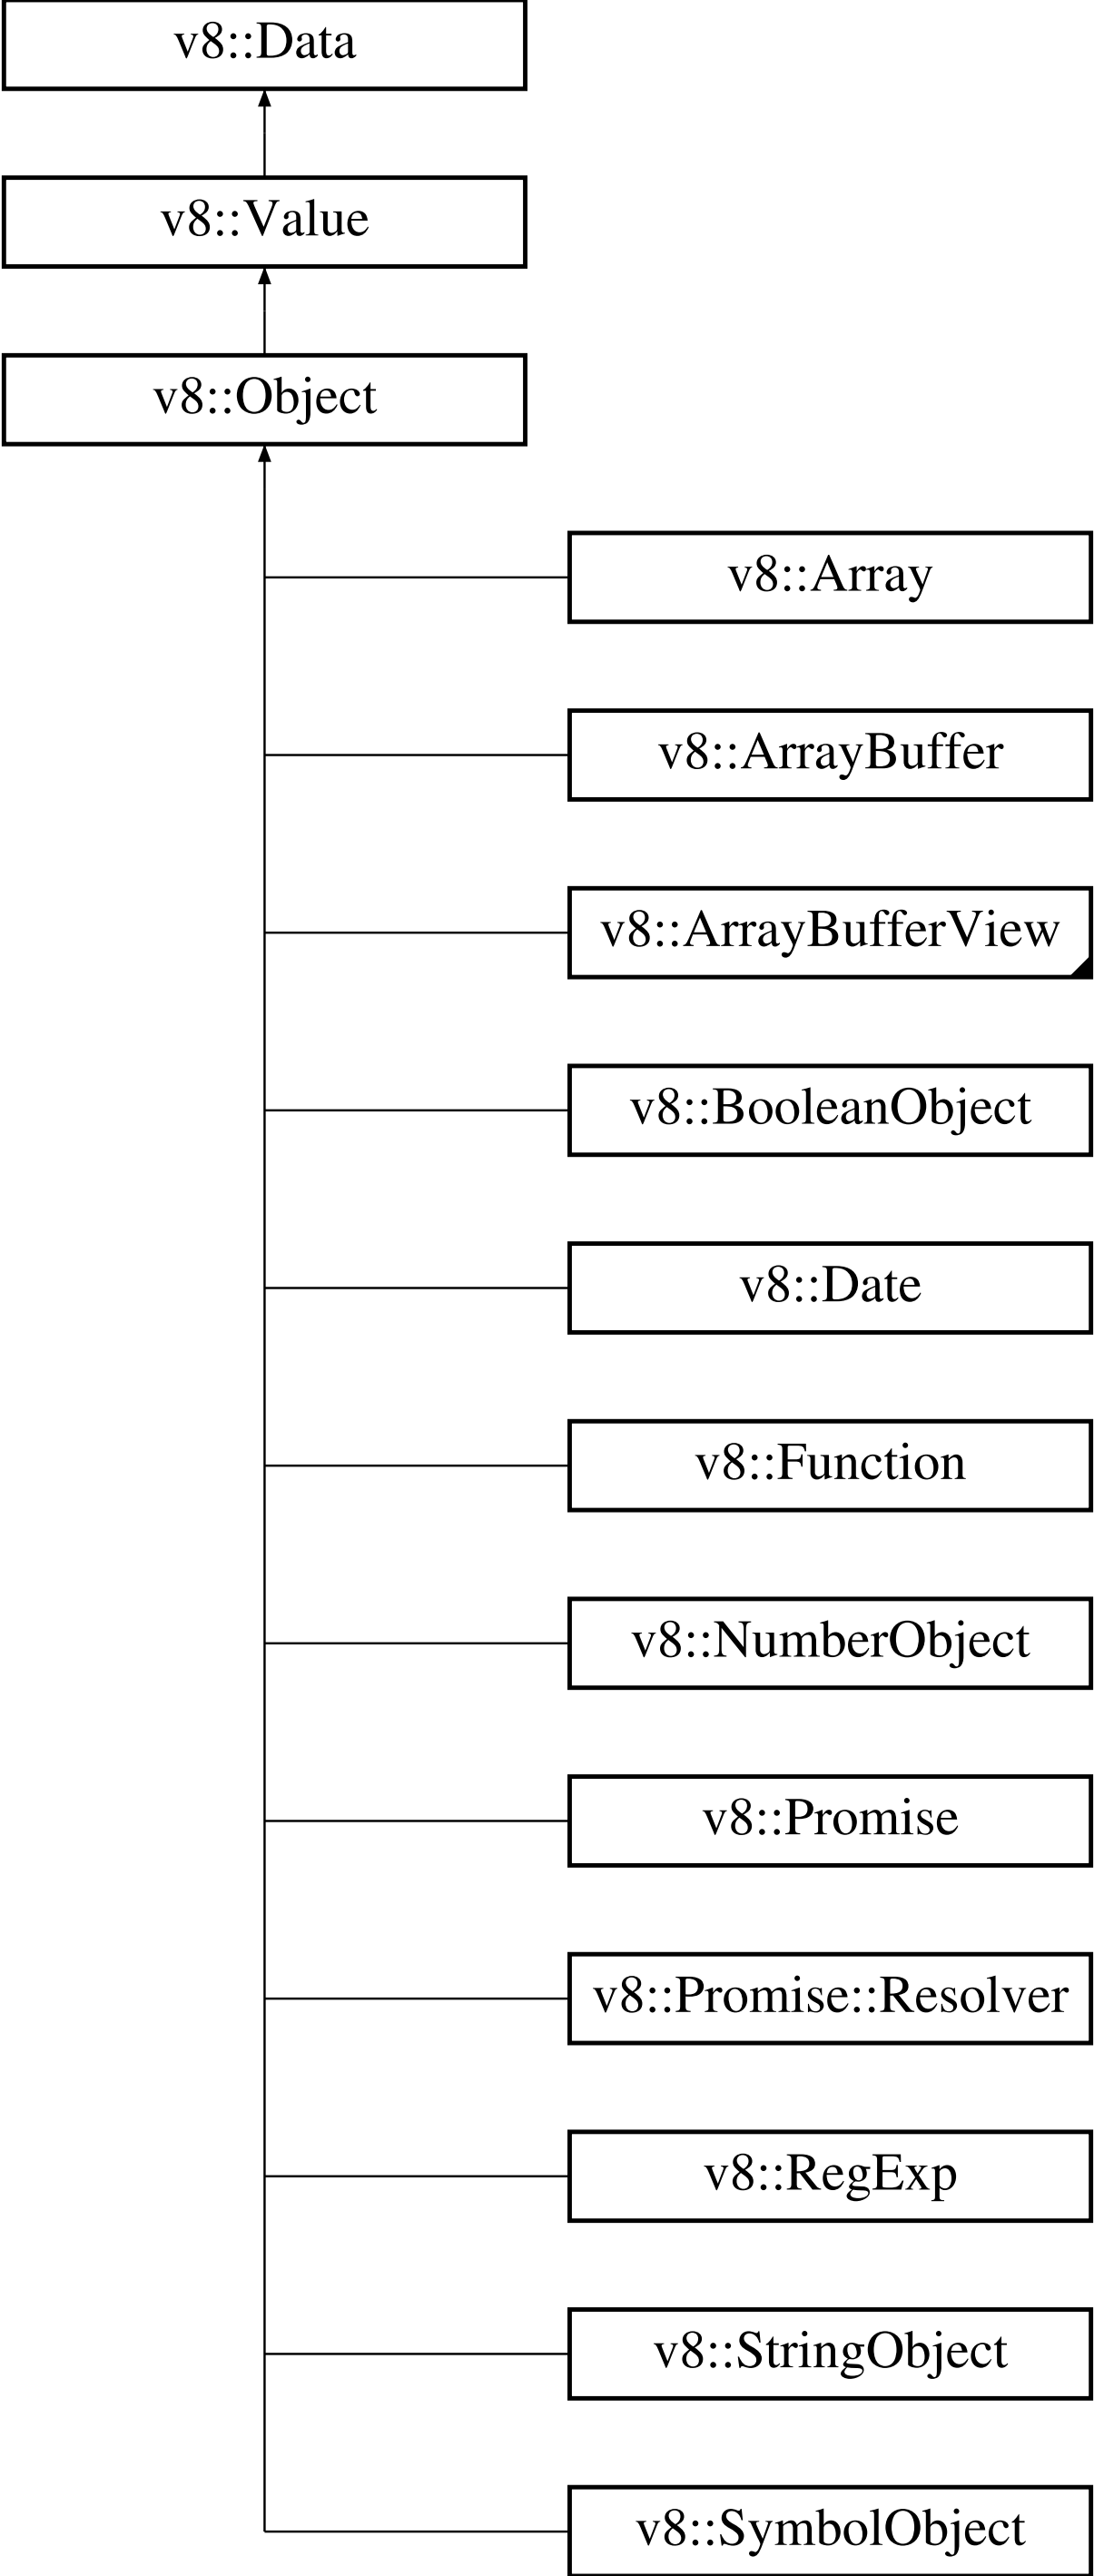 v8::Data
v8::Value
v8::Object
v8::Array
v8::ArrayBuffer
v8::ArrayBufferView
v8::BooleanObject
v8::Date
v8::Function
v8::NumberObject
v8::Promise
v8::Promise::Resolver
v8::RegExp
v8::StringObject
v8::SymbolObject